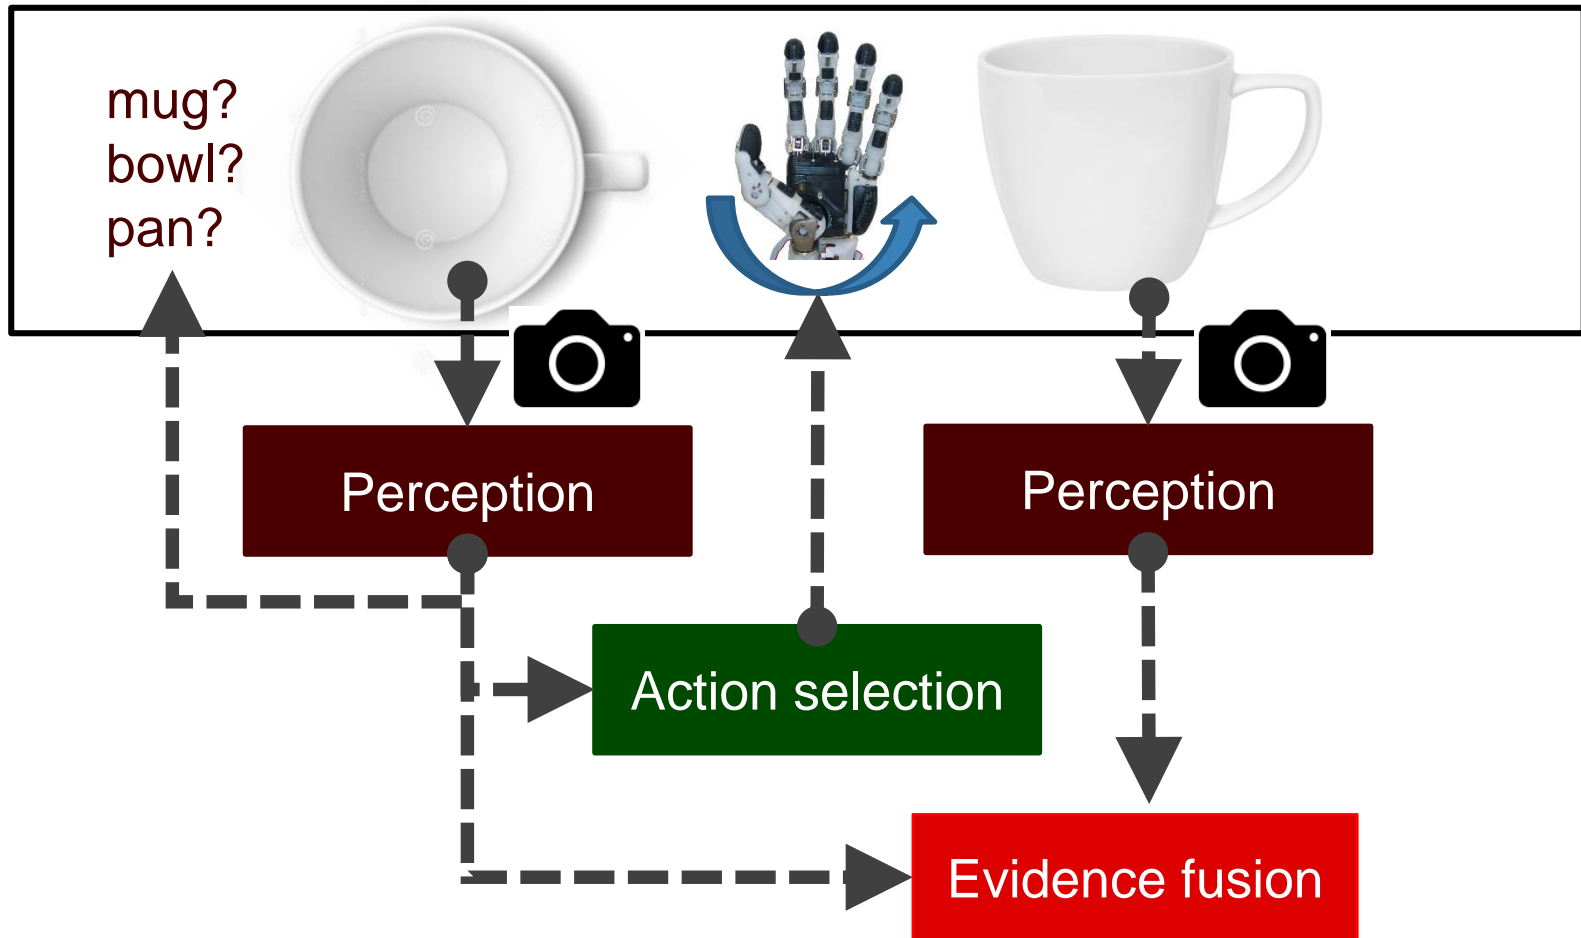 mug?
bowl?
pan?
Perception
Perception
Action selection
Evidence fusion